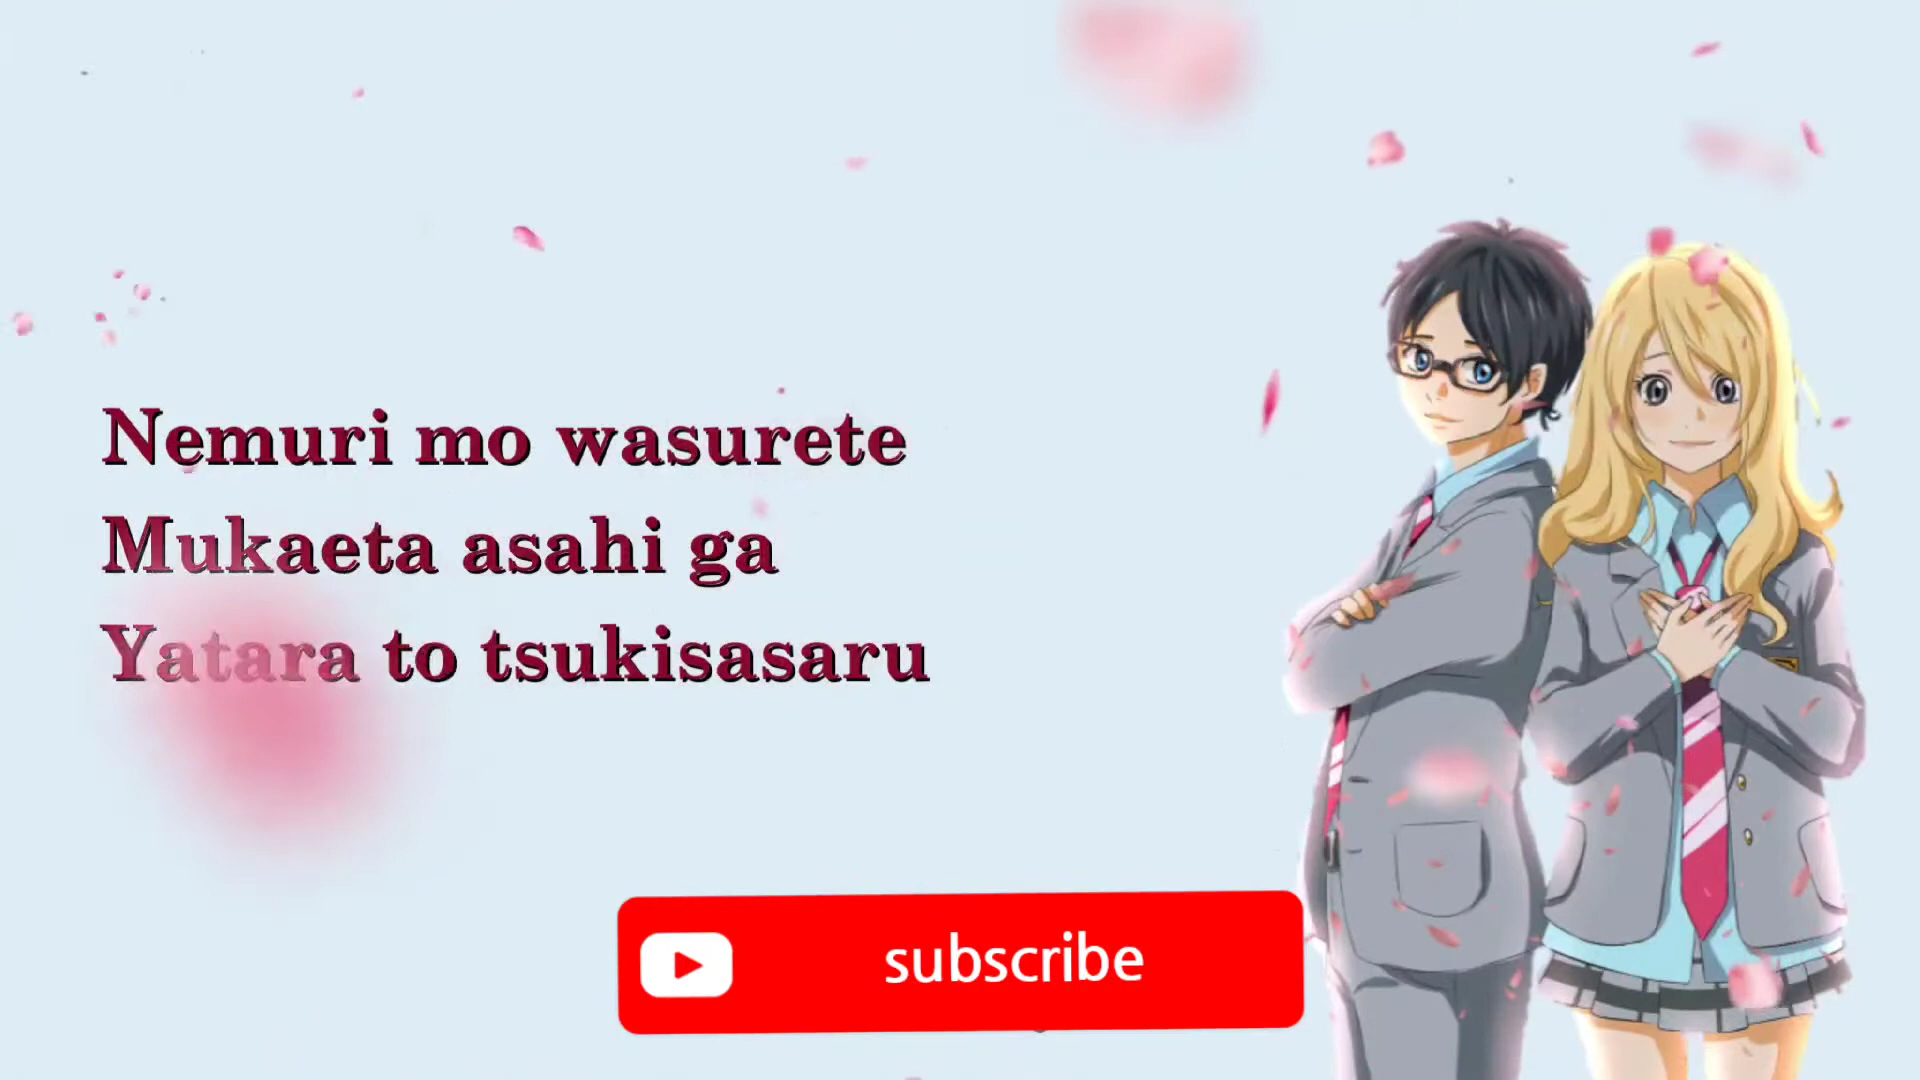 Nemuri mo wasurete
Mukaeta asahi ga
Yatara to tsukisasaru
subscribe